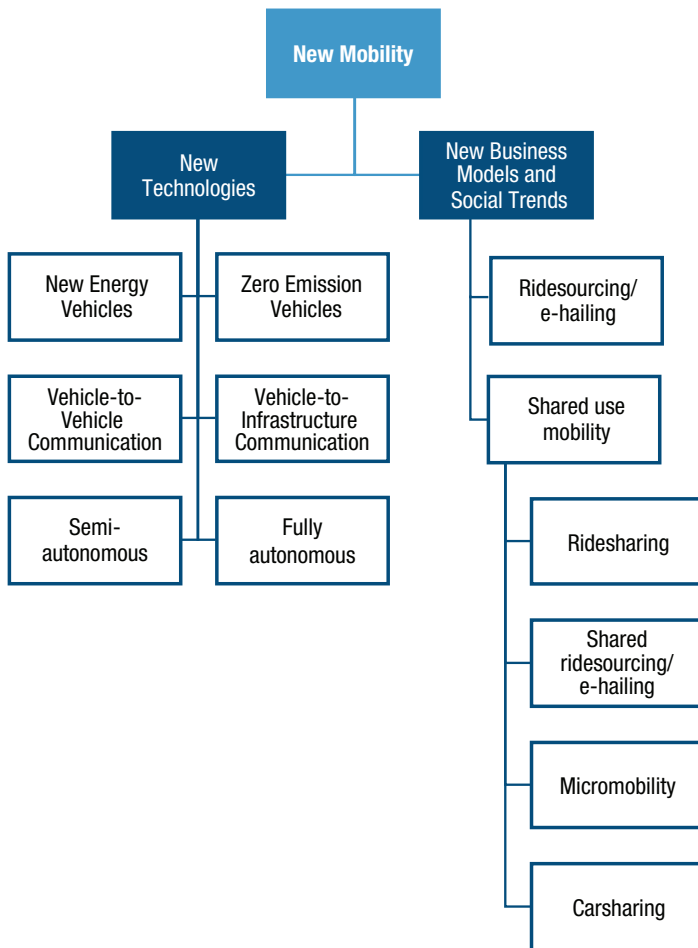 New Mobility
New
Technologies
New Business
Models and
Social Trends
New Energy
Vehicles
Zero Emission
Vehicles
Vehicle-to-
Vehicle
Communication
Vehicle-to-
Infrastructure
Communication
Semi-
autonomous
Fully
autonomous
Ridesourcing/
e-hailing
Shared use
mobility
Ridesharing
Shared
ridesourcing/
e-hailing
Micromobility
Carsharing